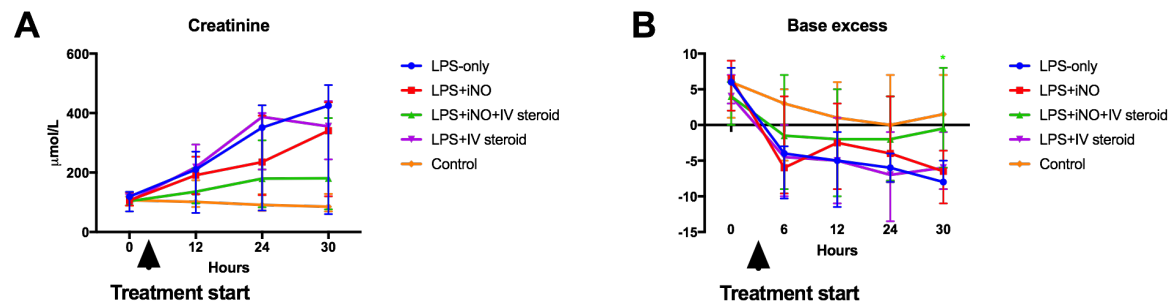 A
Creatinine
600
400
200
0
μmol/L
0
12
24
30
Hours
Treatment start
LPS-only
LPS+iNO
LPS+iNO+IV steroid
LPS+IV steroid
Control
B
Base excess
10
5
0
-5
-10
-15
*
0
6
12
24
30
Hours
Treatment start
LPS-only
LPS+iNO
LPS+iNO+IV steroid
LPS+IV steroid
Control